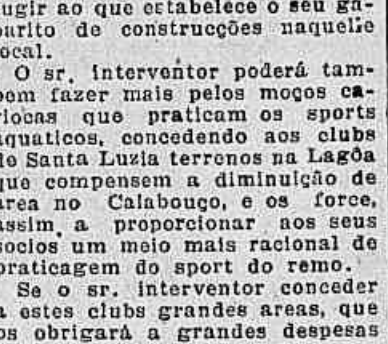 fugir ao que estabelece o seu ga-
barito de construcções naquelle
local.
O sr. interventor poderá tam-
bem fazer mais pelos moços ca-
riocas que praticam os sports
aquaticos, concedendo aos clubs
de Santa Luzia terrenos na Lagôa
que compensem a diminuição de
area no Calabouço, e os force,
assim, a proporcionar aos seus
socios um meio mais racional de
praticagem do sport do remo.
Se o sr. interventor conceder
a estes clubs grandes areas, que
os obrigará a grandes despesas